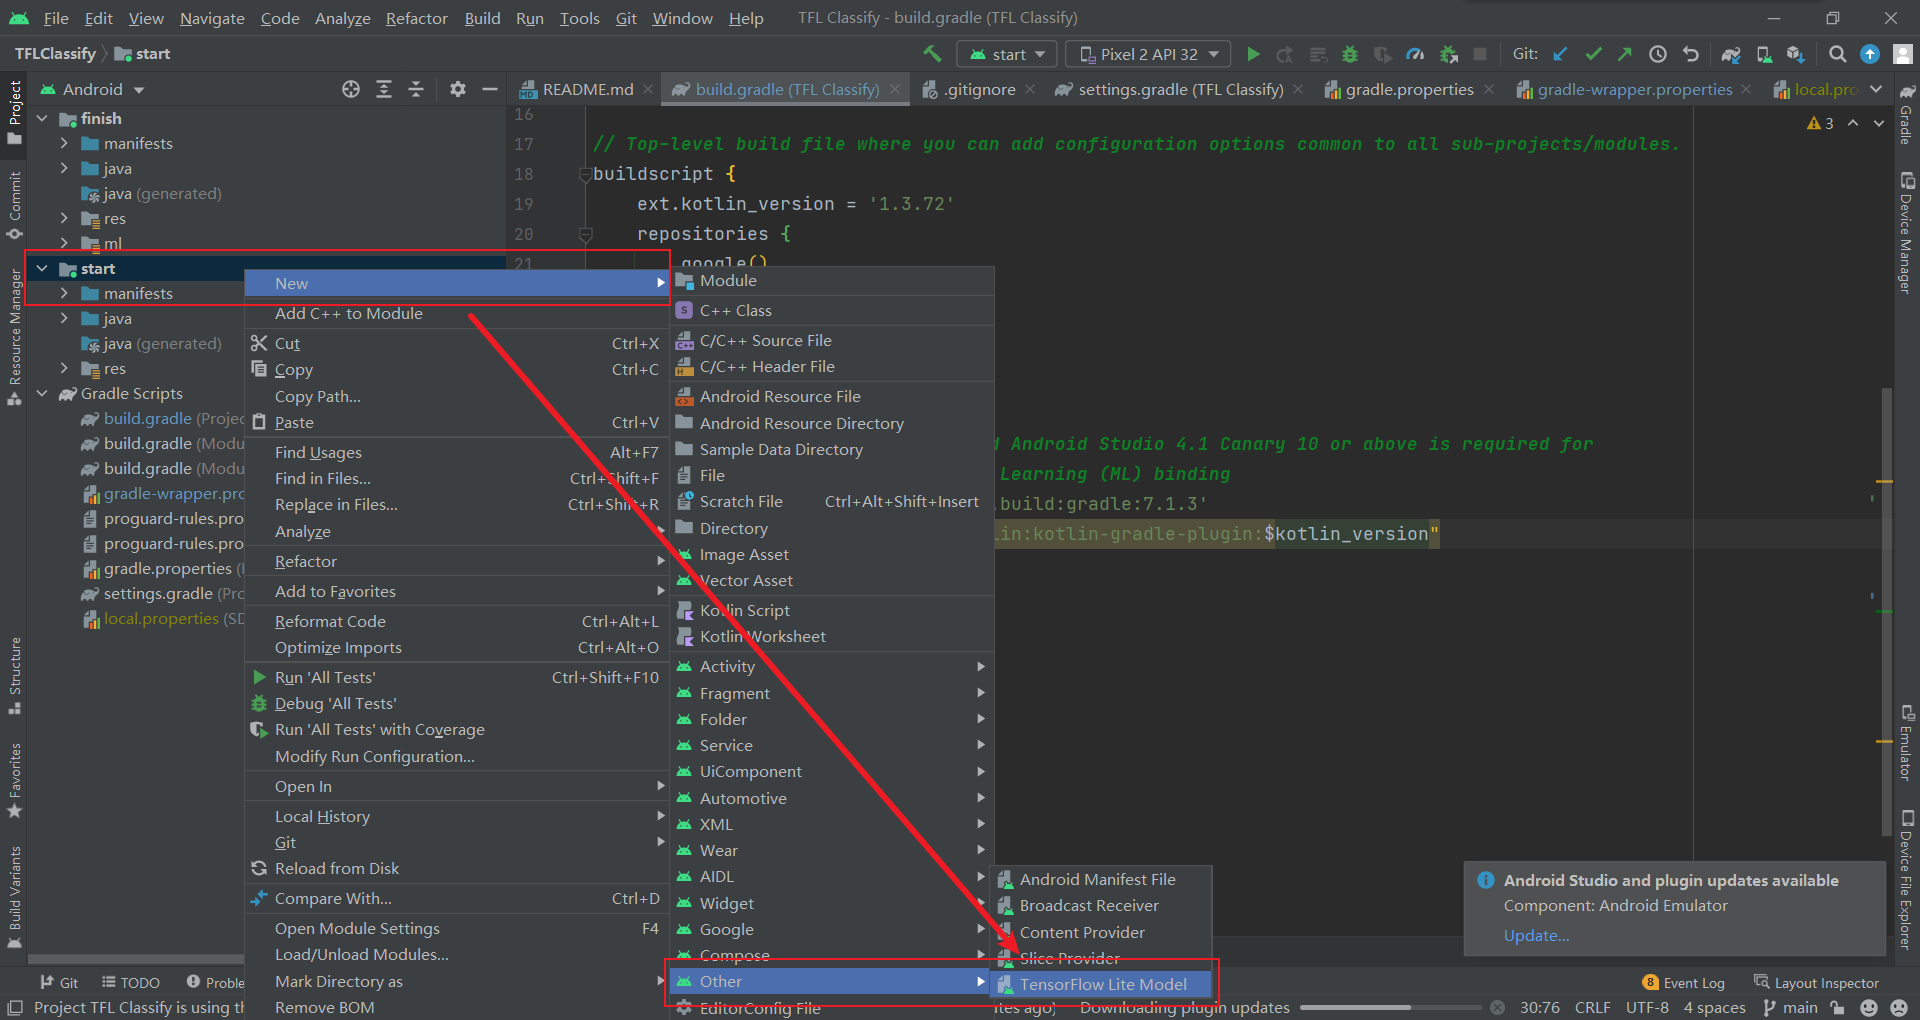 File Edit View Navigate Code Analyze Refactor Build Run Tools Git Window Help TFL Classify - build.gradle (TFL Classify)
TFLClassify start
start
Pixel 2 API 32
Git:
Project
Commit
Resource Manager
Structure
Favorites
Build Variants
Android
finish
manifests
java
java (generated)
res
ml
start
manifests
java
java (generated)
res
Gradle Scripts
build.gradle (Projec
build.gradle (Modu
build.gradle (Modu
gradle-wrapper.pro
proguard-rules.pro
proguard-rules.pro
gradle.properties (
settings.gradle (Pro
local.properties (SD
README.md
build.gradle (TFL Classify)
.gitignore
settings.gradle (TFL Classify)
gradle.properties
gradle-wrapper.properties
local.pro
3
16
17 // Top-level build file where you can add configuration options common to all sub-projects/modules.
18 buildscript {
19 ext.kotlin_version = '1.3.72'
20 repositories {
21 google()
d Android Studio 4.1 Canary 10 or above is required for
Learning (ML) binding
.build:gradle:7.1.3'
lin:kotlin-gradle-plugin:$kotlin_version"
New
Add C++ to Module
Cut Ctrl+X
Copy Ctrl+C
Copy Path...
Paste Ctrl+V
Find Usages Alt+F7
Find in Files... Ctrl+Shift+F
Replace in Files... Ctrl+Shift+R
Analyze
Refactor
Add to Favorites
Reformat Code Ctrl+Alt+L
Optimize Imports Ctrl+Alt+O
Run 'All Tests' Ctrl+Shift+F10
Debug 'All Tests'
Run 'All Tests' with Coverage
Modify Run Configuration...
Open In
Local History
Git
Reload from Disk
Compare With... Ctrl+D
Open Module Settings F4
Load/Unload Modules...
Mark Directory as
Remove BOM
Module
C++ Class
C/C++ Source File
C/C++ Header File
Android Resource File
Android Resource Directory
Sample Data Directory
File
Scratch File Ctrl+Alt+Shift+Insert
Directory
Image Asset
Vector Asset
Kotlin Script
Kotlin Worksheet
Activity
Fragment
Folder
Service
UiComponent
Automotive
XML
Wear
AIDL
Widget
Google
Compose
Other
EditorConfig File
Android Manifest File
Broadcast Receiver
Content Provider
Slice Provider
TensorFlow Lite Model
Gradle
Device Manager
Emulator
Device File Explorer
Android Studio and plugin updates available
Component: Android Emulator
Update...
Git TODO Proble
8 Event Log Layout Inspector
Project TFL Classify is using th
tes ago) Downloading plugin updates 30:76 CRLF UTF-8 4 spaces main